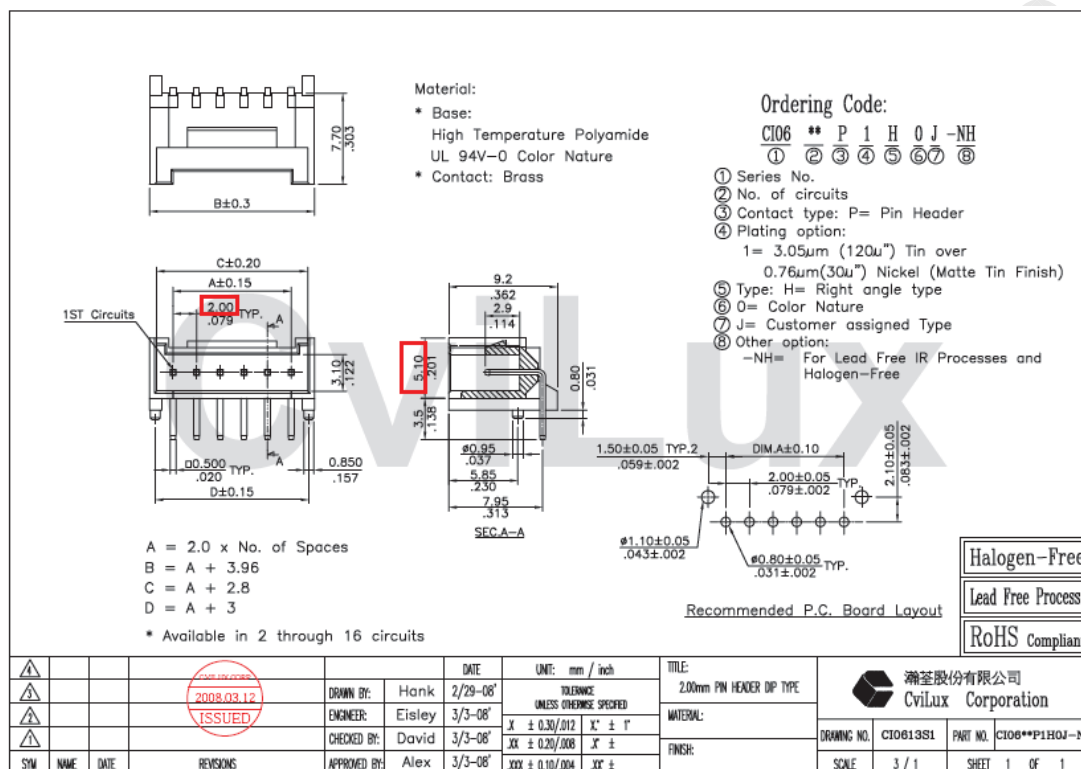 Material:
* Base:
High Temperature Polyamide
UL 94V-0 Color Nature
* Contact: Brass
7.70
.303
B±0.3
Ordering Code:
CI06 ** P 1 H 0 J -NH
① ② ③ ④ ⑤ ⑥ ⑦ ⑧
① Series No.
② No. of circuits
③ Contact type: P= Pin Header
④ Plating option:
1= 3.05µm (120u") Tin over
0.76µm(30u") Nickel (Matte Tin Finish)
⑤ Type: H= Right angle type
⑥ 0= Color Nature
⑦ J= Customer assigned Type
⑧ Other option:
-NH= For Lead Free IR Processes and
Halogen-Free
C±0.20
A±0.15
2.00
.079 TYP.
A
1ST Circuits
3.10
.122
A
□0.500
.020 TYP.
0.850
.157
D±0.15
9.2
.362
2.9
.114
5.10
.201
0.80
.031
3.5
.138
ø0.95
.037
5.85
.230
7.95
.313
SEC.A-A
CviLux
1.50±0.05 TYP.2
.059±.002
DIM.A±0.10
2.00±0.05
.079±.002 TYP.
2.10±0.05
.083±.002
ø1.10±0.05
.043±.002
ø0.80±0.05
.031±.002 TYP.
Recommended P.C. Board Layout
A = 2.0 x No. of Spaces
B = A + 3.96
C = A + 2.8
D = A + 3
* Available in 2 through 16 circuits
Halogen-Free
Lead Free Process
RoHS Complian
4
3
2
1
SYM NAME DATE REVISIONS
CVILUX CORP.
2008.03.12
ISSUED
DATE
DRAWN BY: Hank 2/29-08'
ENGINEER: Eisley 3/3-08'
CHECKED BY: David 3/3-08'
APPROVED BY: Alex 3/3-08'
UNIT: mm / inch
TOLERANCE
UNLESS OTHERWISE SPECIFIED
.X ± 0.30/.012 X.° ± 1°
.XX ± 0.20/.008 .X° ±
.XXX ± 0.10/.004 .XX° ±
TITLE:
2.00mm PIN HEADER DIP TYPE
MATERIAL:
FINISH:
瀚荃股份有限公司
CviLux Corporation
DRAWING NO. CI0613S1 PART NO. CI06**P1H0J-N
SCALE 3 / 1 SHEET 1 OF 1